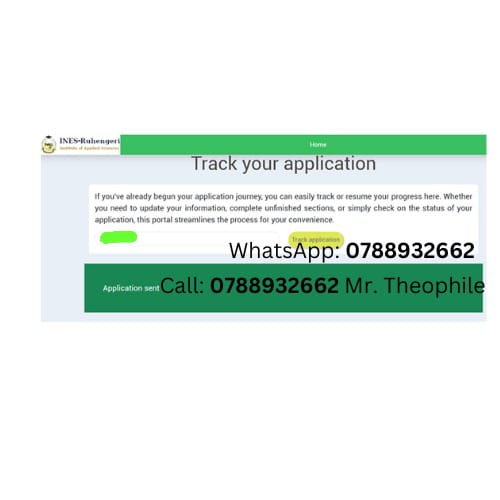 INES-Ruhengeri
Institute of Applied Sciences
Home
Track your application
If you've already begun your application journey, you can easily track or resume your progress here. Whether
you need to update your information, complete unfinished sections, or simply check on the status of your
application, this portal streamlines the process for your convenience.
Track application
WhatsApp: 0788932662
Application sent
Call: 0788932662 Mr. Theophile